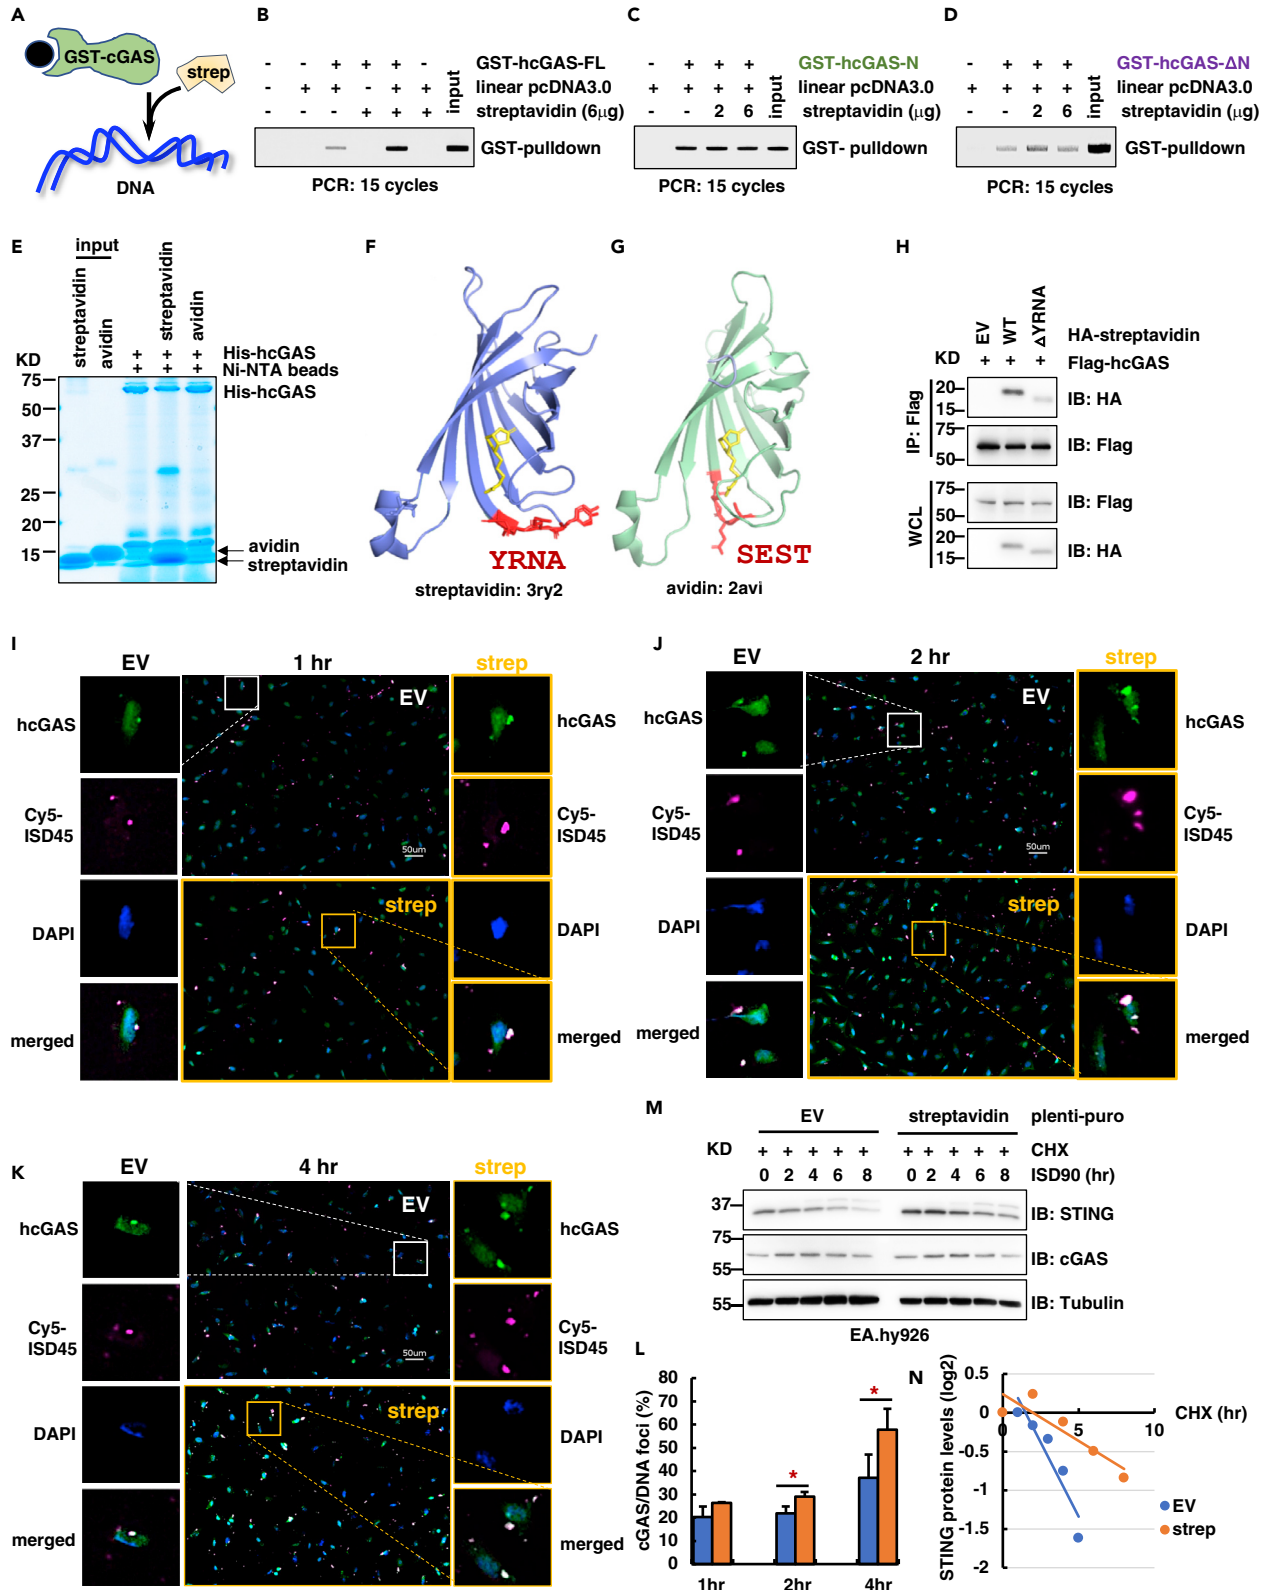 A
GST-cGAS
strep
DNA
B
- - + + + - GST-hcGAS-FL
- + + - + + linear pcDNA3.0
- - - + + + streptavidin (6μg)
input
GST-pulldown
PCR: 15 cycles
C
- + + + GST-hcGAS-N
+ + + + linear pcDNA3.0
- - 2 6 streptavidin (μg)
input
GST- pulldown
PCR: 15 cycles
D
- + + + GST-hcGAS-ΔN
+ + + + linear pcDNA3.0
- - 2 6 streptavidin (μg)
input
GST-pulldown
PCR: 15 cycles
E
input
streptavidin
avidin
streptavidin
avidin
KD
+ + + His-hcGAS
+ + + Ni-NTA beads
75
His-hcGAS
50
37
25
20
15
avidin
streptavidin
F
YRNA
streptavidin: 3ry2
G
SEST
avidin: 2avi
H
EV
WT
ΔYRNA
HA-streptavidin
KD
+ + + Flag-hcGAS
IP: Flag
20
15
IB: HA
75
50
IB: Flag
WCL
75
50
IB: Flag
20
15
IB: HA
I
EV
1 hr
strep
hcGAS
EV
hcGAS
Cy5-
ISD45
50um
Cy5-
ISD45
DAPI
strep
DAPI
merged
merged
J
EV
2 hr
strep
hcGAS
EV
hcGAS
Cy5-
ISD45
50um
Cy5-
ISD45
DAPI
strep
DAPI
merged
merged
K
EV
4 hr
strep
hcGAS
EV
hcGAS
Cy5-
ISD45
50um
Cy5-
ISD45
DAPI
strep
DAPI
merged
merged
M
EV
streptavidin
plenti-puro
KD
+ + + + + + + + + + CHX
0 2 4 6 8 0 2 4 6 8 ISD90 (hr)
37
IB: STING
75
55
IB: cGAS
55
IB: Tubulin
EA.hy926
L
cGAS/DNA foci (%)
80
70
60
50
40
30
20
10
0
*
*
1hr 2hr 4hr
N
STING protein levels (log2)
0.5
0
-0.5
-1
-1.5
-2
0 5 10
CHX (hr)
EV
strep